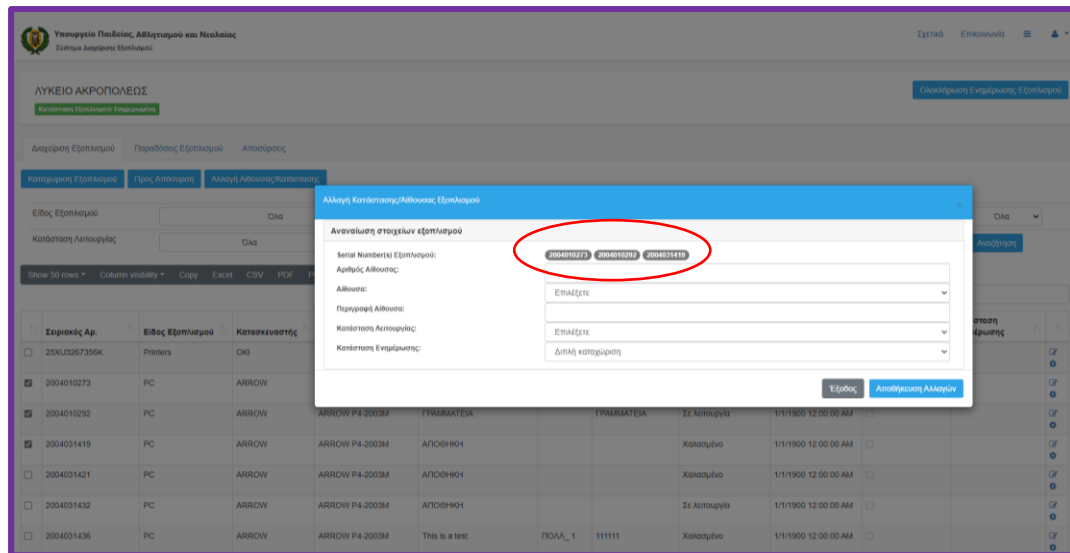 Υπουργείο Παιδείας, Αθλητισμού και Νεολαίας
Σχετικά Επικοινωνία
Σύστημα Διαχείρισης Εξοπλισμού
ΛΥΚΕΙΟ ΑΚΡΟΠΟΛΕΩΣ
Ολοκλήρωση Ενημέρωσης Εξοπλισμού
Κατάσταση Εξοπλισμού: Ενημερωμένη
Διαχείριση Εξοπλισμού Παραδόσεις Εξοπλισμού Αποσύρσεις
Καταχώριση Εξοπλισμού Προς Απόσυρση Αλλαγή Αίθουσας/Κατάστασης
Αλλαγή Κατάστασης/Αίθουσας Εξοπλισμού ×
Είδος Εξοπλισμού Όλα Όλα
Αναναίωση στοιχείων εξοπλισμού
Κατάσταση Λειτουργίας Όλα Αναζήτηση
Serial Number(s) Εξοπλισμού: 2004010273 2004010292 2004031419
Αριθμός Αίθουσας:
Show 50 rows Column visibility Copy Excel CSV PDF
Αίθουσα: Επιλέξετε
Περιγραφή Αίθουσα:
Κατάσταση Λειτουργίας: Επιλέξετε
Σειριακός Αρ. Είδος Εξοπλισμού Κατασκευαστής
Κατάσταση Ενημέρωσης: Διπλή καταχώριση
25XU3267356K Printers OKI
Έξοδος Αποθήκευση Αλλαγών
2004010273 PC ARROW
2004010292 PC ARROW ARROW P4-2003M ΓΡΑΜΜΑΤΕΙΑ ΓΡΑΜΜΑΤΕΙΑ Σε λειτουργία 1/1/1900 12:00:00 AM
2004031419 PC ARROW ARROW P4-2003M ΑΠΟΘΗΚΗ Χαλασμένο 1/1/1900 12:00:00 AM
2004031421 PC ARROW ARROW P4-2003M ΑΠΟΘΗΚΗ Χαλασμένο 1/1/1900 12:00:00 AM
2004031432 PC ARROW ARROW P4-2003M ΑΠΟΘΗΚΗ Σε λειτουργία 1/1/1900 12:00:00 AM
2004031436 PC ARROW ARROW P4-2003M This is a test ΠΟΛΛ_ 1 111111 Χαλασμένο 1/1/1900 12:00:00 AM